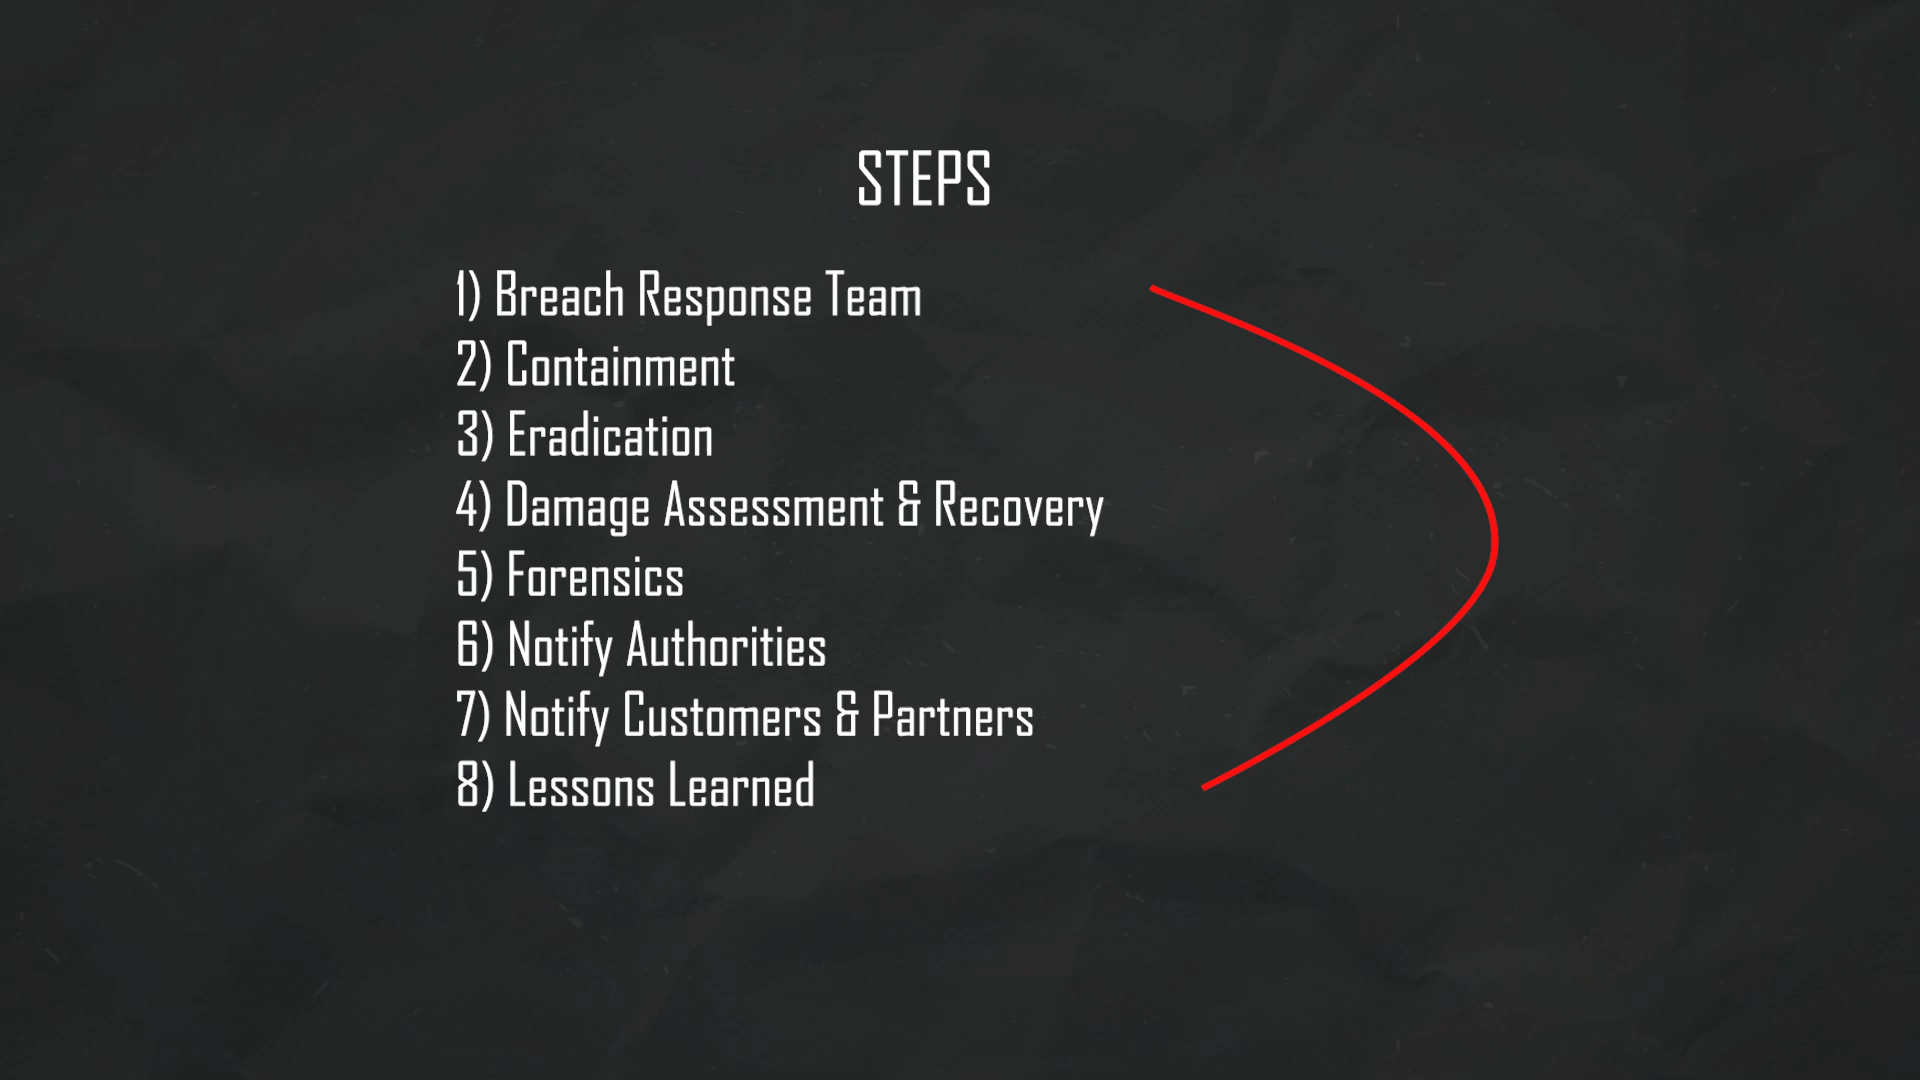 STEPS
1) Breach Response Team
2) Containment
3) Eradication
4) Damage Assessment & Recovery
5) Forensics
6) Notify Authorities
7) Notify Customers & Partners
8) Lessons Learned